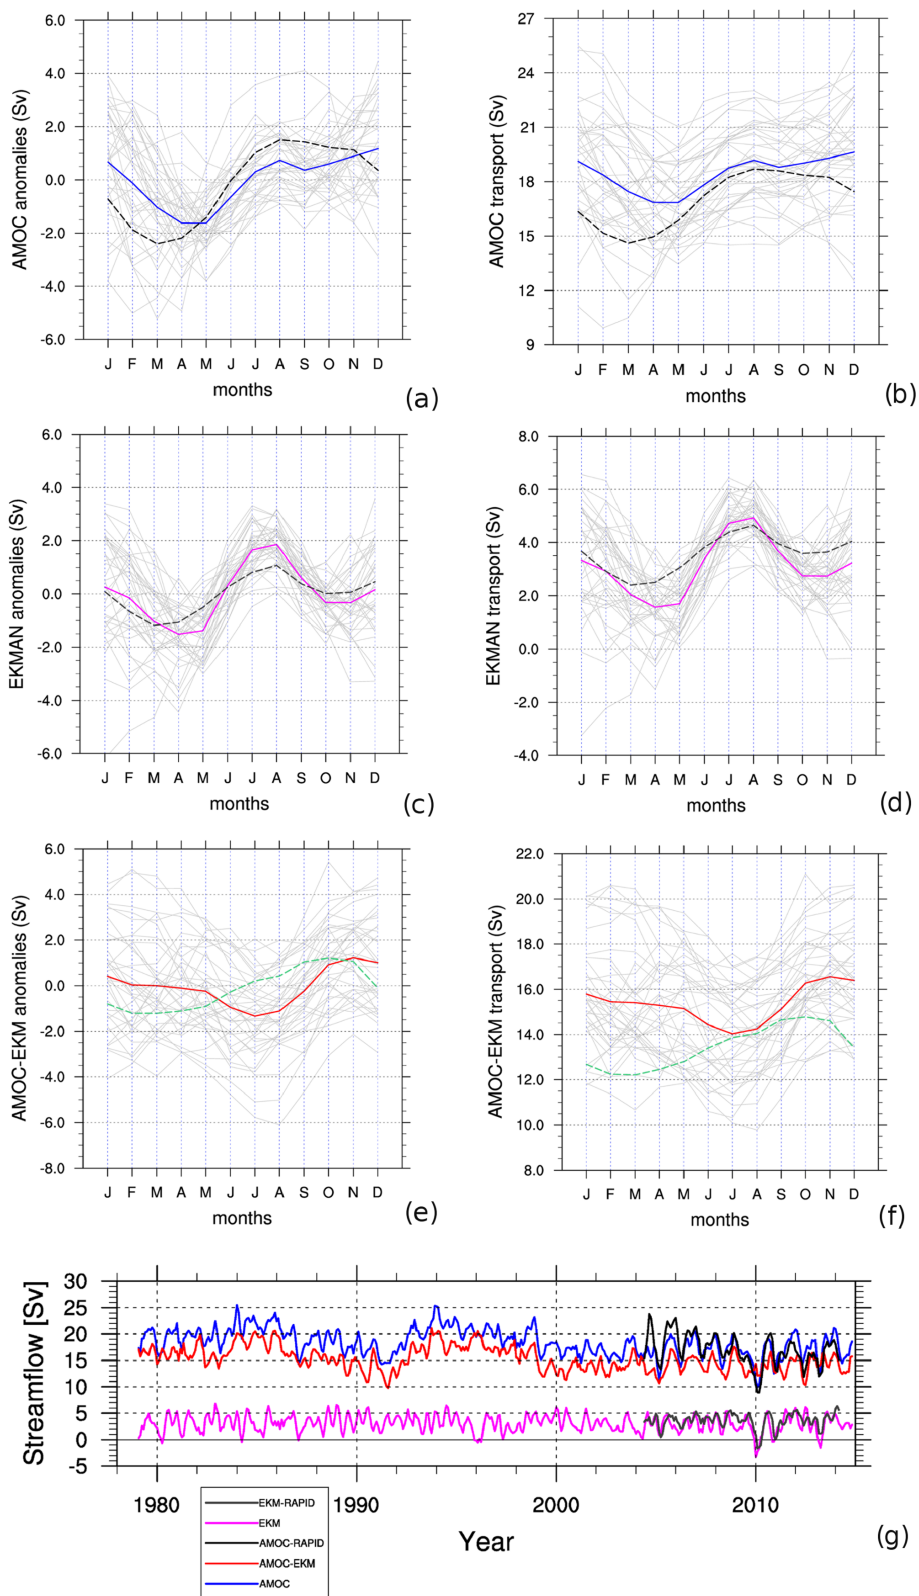 AMOC anomalies (Sv)
6.0
4.0
2.0
0.0
-2.0
-4.0
-6.0
J F M A M J J A S O N D
months
(a)
AMOC transport (Sv)
27
24
21
18
15
12
9
J F M A M J J A S O N D
months
(b)
EKMAN anomalies (Sv)
6.0
4.0
2.0
0.0
-2.0
-4.0
-6.0
J F M A M J J A S O N D
months
(c)
EKMAN transport (Sv)
8.0
6.0
4.0
2.0
0.0
-2.0
-4.0
J F M A M J J A S O N D
months
(d)
AMOC-EKM anomalies (Sv)
6.0
4.0
2.0
0.0
-2.0
-4.0
-6.0
-8.0
J F M A M J J A S O N D
months
(e)
AMOC-EKM transport (Sv)
22.0
20.0
18.0
16.0
14.0
12.0
10.0
8.0
J F M A M J J A S O N D
months
(f)
Streamflow [Sv]
30
25
20
15
10
5
0
-5
1980 1990 2000 2010
Year
(g)
EKM-RAPID
EKM
AMOC-RAPID
AMOC-EKM
AMOC